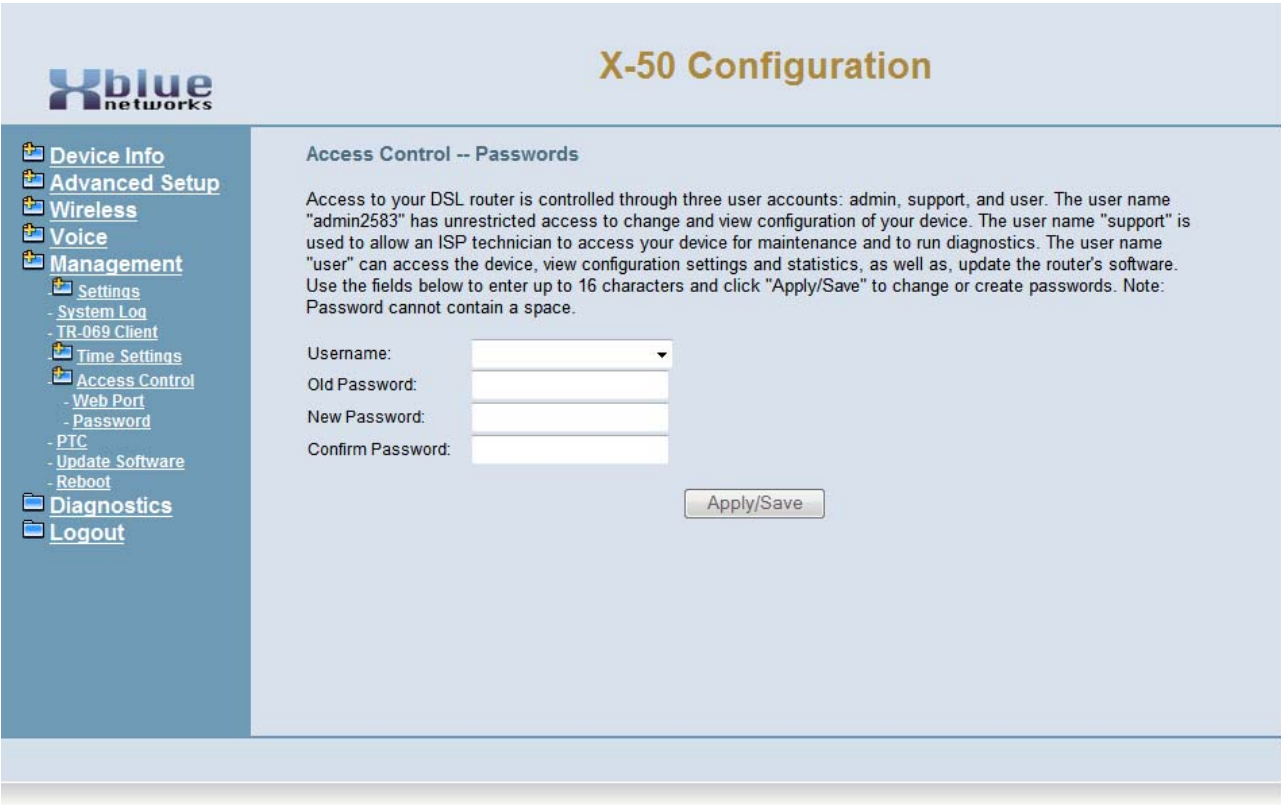 Xblue
networks
X-50 Configuration
Device Info
Advanced Setup
Wireless
Voice
Management
Settings
- System Log
- TR-069 Client
Time Settings
Access Control
- Web Port
- Password
- PTC
- Update Software
- Reboot
Diagnostics
Logout
Access Control -- Passwords
Access to your DSL router is controlled through three user accounts: admin, support, and user. The user name
"admin2583" has unrestricted access to change and view configuration of your device. The user name "support" is
used to allow an ISP technician to access your device for maintenance and to run diagnostics. The user name
"user" can access the device, view configuration settings and statistics, as well as, update the router's software.
Use the fields below to enter up to 16 characters and click "Apply/Save" to change or create passwords. Note:
Password cannot contain a space.
Username:
Old Password:
New Password:
Confirm Password:
Apply/Save